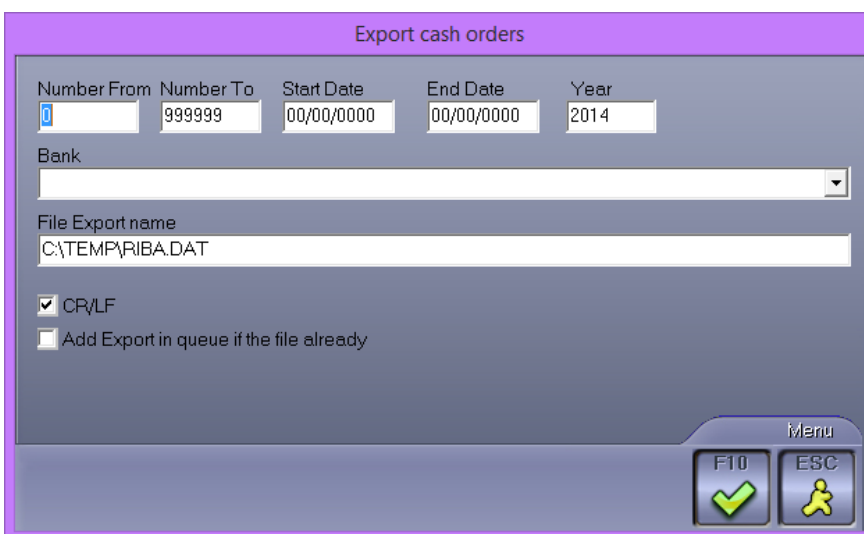 Export cash orders
Number From Number To Start Date End Date Year
0 999999 00/00/0000 00/00/0000 2014
Bank
File Export name
C:\TEMP\RIBA.DAT
CR/LF
Add Export in queue if the file already
Menu
F10 ESC